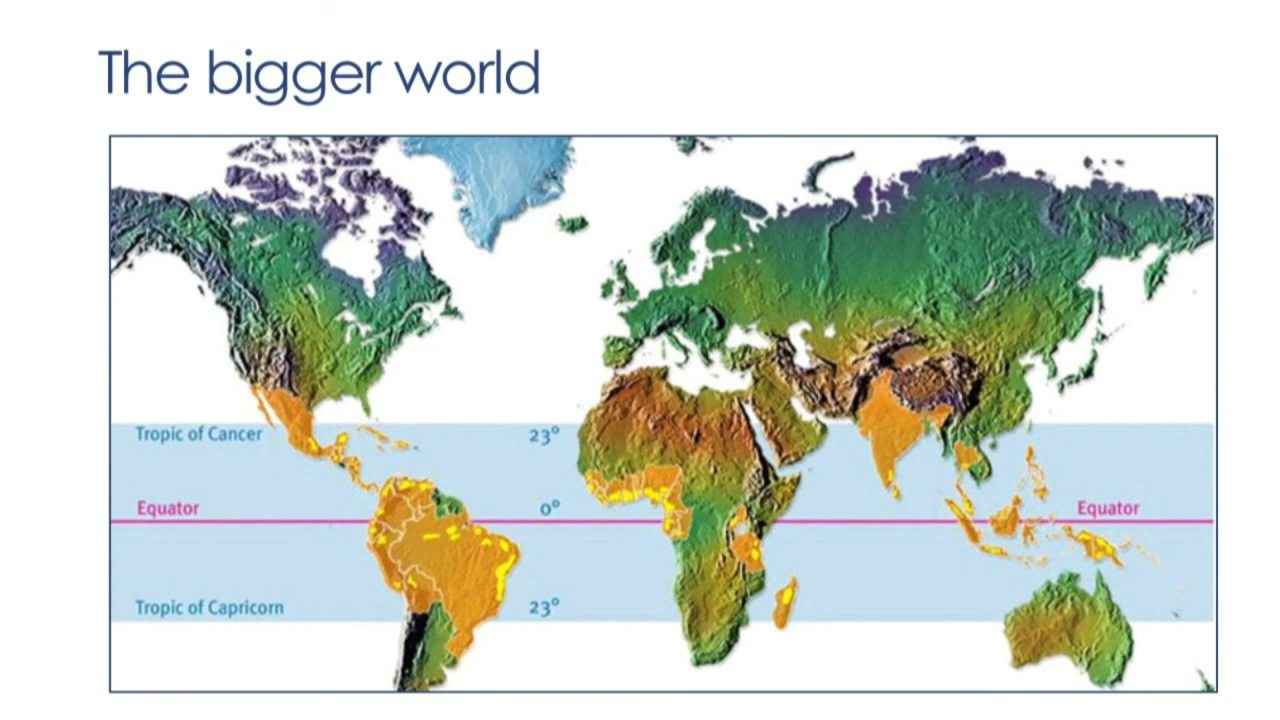 The bigger world
Tropic of Cancer 23°
Equator 0° Equator
Tropic of Capricorn 23°